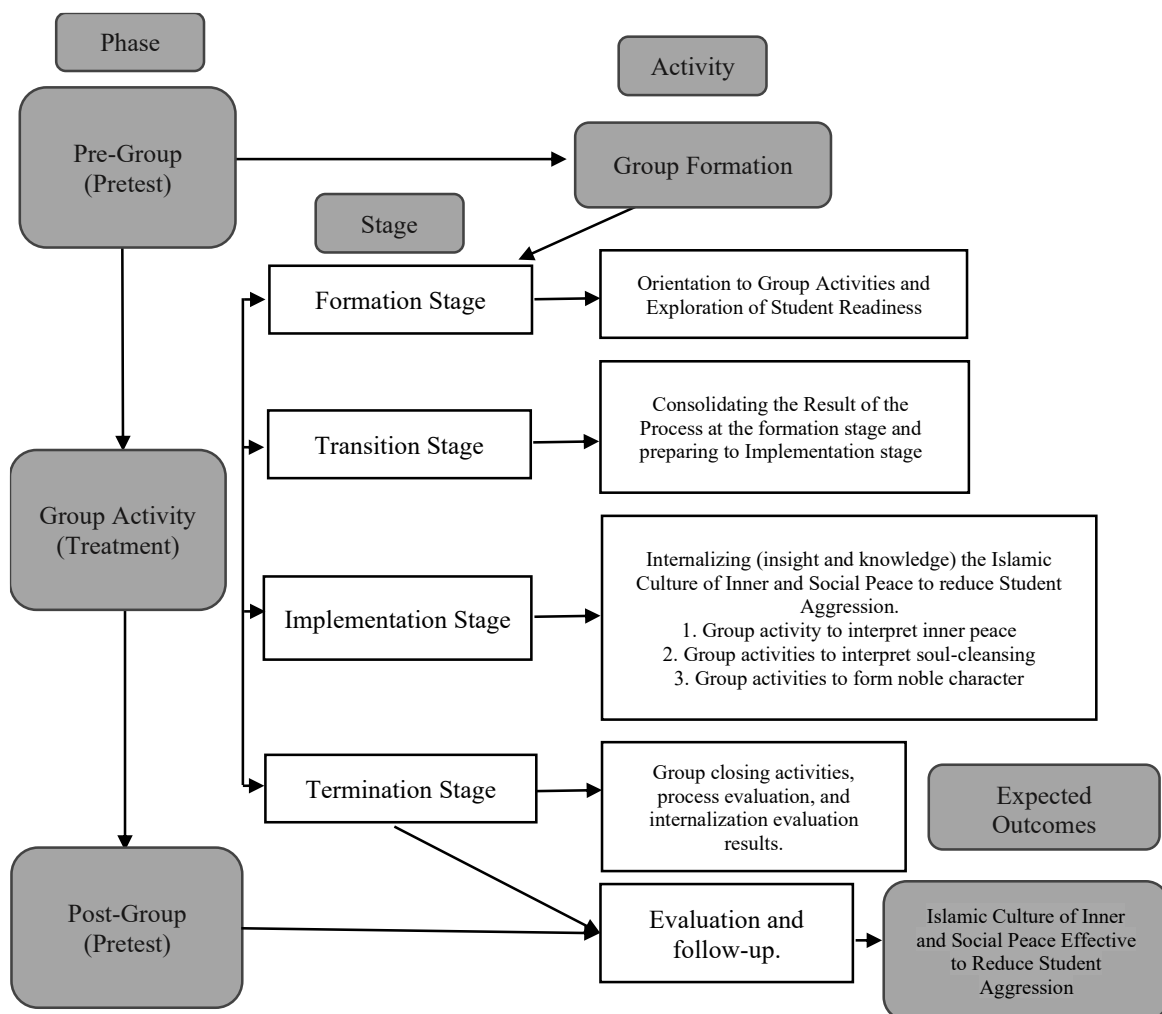 Phase
Activity
Pre-Group
(Pretest)
Group Formation
Stage
Formation Stage
Orientation to Group Activities and
Exploration of Student Readiness
Transition Stage
Consolidating the Result of the
Process at the formation stage and
preparing to Implementation stage
Group Activity
(Treatment)
Implementation Stage
Internalizing (insight and knowledge) the Islamic
Culture of Inner and Social Peace to reduce Student
Aggression.
1. Group activity to interpret inner peace
2. Group activities to interpret soul-cleansing
3. Group activities to form noble character
Termination Stage
Group closing activities,
process evaluation, and
internalization evaluation
results.
Expected
Outcomes
Post-Group
(Pretest)
Evaluation and
follow-up.
Islamic Culture of Inner
and Social Peace Effective
to Reduce Student
Aggression